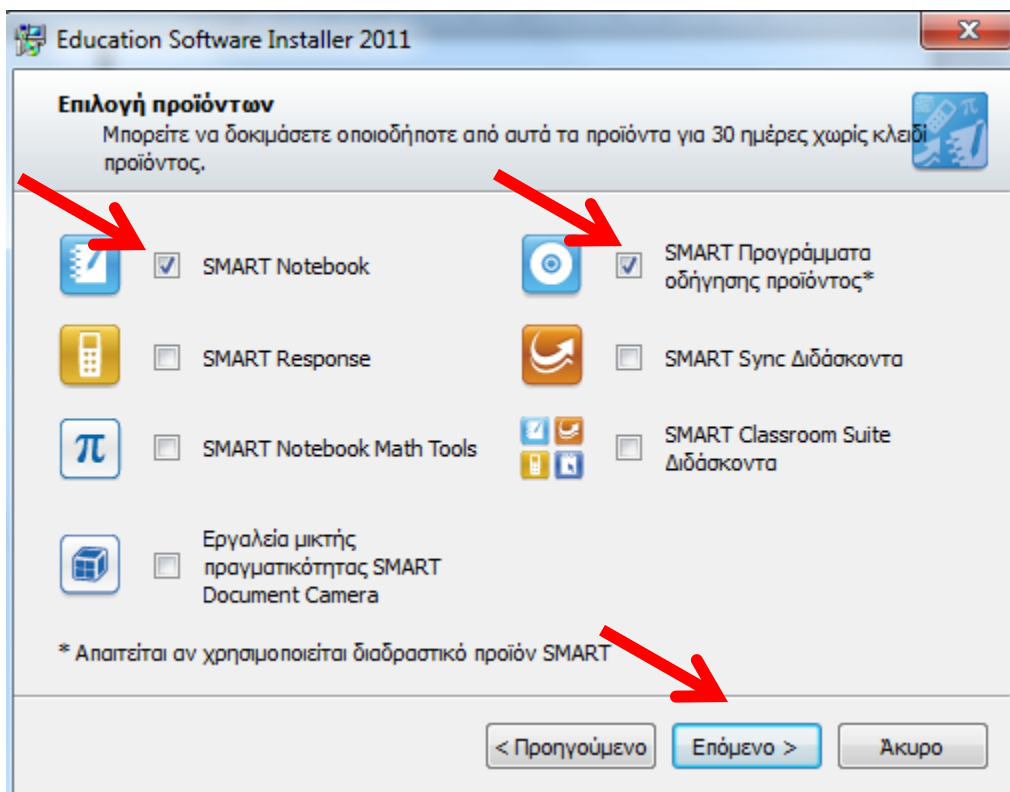 Education Software Installer 2011
Επιλογή προϊόντων
Μπορείτε να δοκιμάσετε οποιοδήποτε από αυτά τα προϊόντα για 30 ημέρες χωρίς κλειδί
προϊόντος.
SMART Notebook
SMART Προγράμματα
οδήγησης προϊόντος*
SMART Response
SMART Sync Διδάσκοντα
π
SMART Notebook Math Tools
SMART Classroom Suite
Διδάσκοντα
Εργαλεία μικτής
πραγματικότητας SMART
Document Camera
* Απαιτείται αν χρησιμοποιείται διαδραστικό προϊόν SMART
< Προηγούμενο
Επόμενο >
Άκυρο